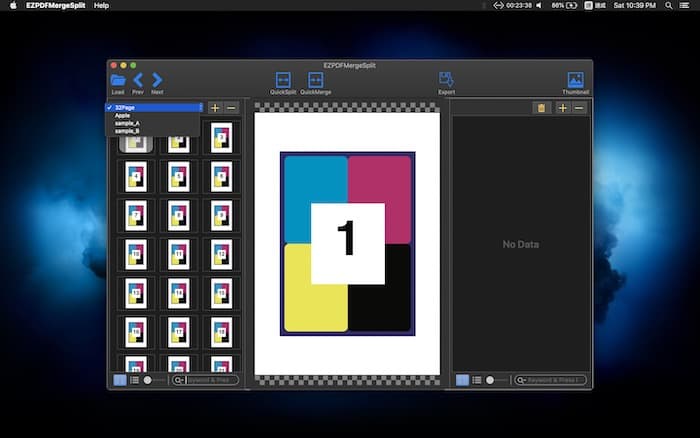 EZPDFMergeSplit Help
00:23:38 86% Sat 10:39 PM
EZPDFMergeSplit
Load Prev Next QuickSplit QuickMerge Export Thumbnail
32Page
Apple
sample_A
sample_B
3
4 5 6
7 8 9
10 11 12
13 14 15
16 17 18
1
No Data
Keyword & Pres
Keyword & Press